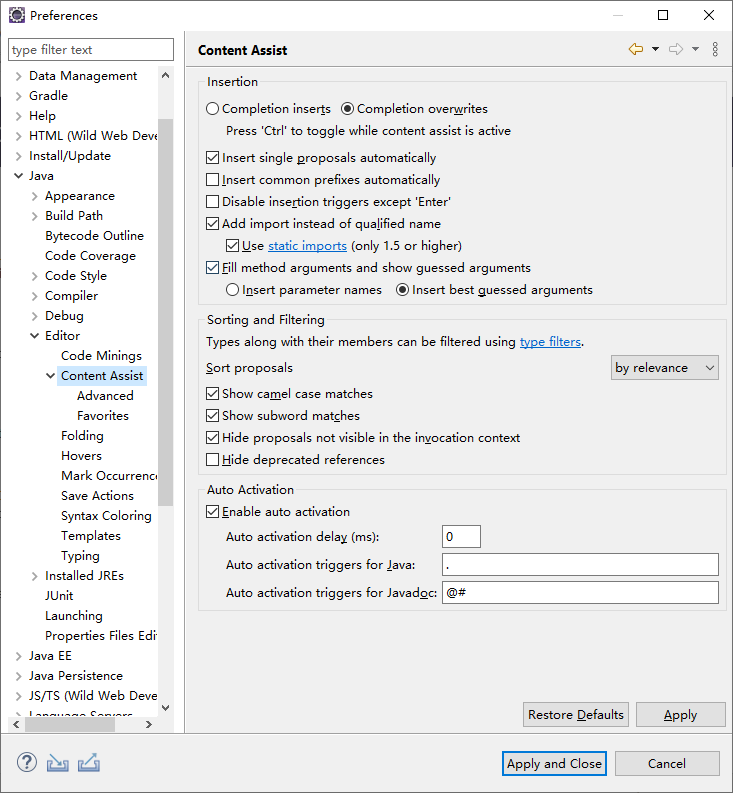 Preferences
type filter text
Data Management
Gradle
Help
HTML (Wild Web Deve
Install/Update
Java
Appearance
Build Path
Bytecode Outline
Code Coverage
Code Style
Compiler
Debug
Editor
Code Minings
Content Assist
Advanced
Favorites
Folding
Hovers
Mark Occurrence
Save Actions
Syntax Coloring
Templates
Typing
Installed JREs
JUnit
Launching
Properties Files Edi
Java EE
Java Persistence
JS/TS (Wild Web Deve
Language Servers
Content Assist
Insertion
Completion inserts Completion overwrites
Press 'Ctrl' to toggle while content assist is active
Insert single proposals automatically
Insert common prefixes automatically
Disable insertion triggers except 'Enter'
Add import instead of qualified name
Use static imports (only 1.5 or higher)
Fill method arguments and show guessed arguments
Insert parameter names Insert best guessed arguments
Sorting and Filtering
Types along with their members can be filtered using type filters.
Sort proposals by relevance
Show camel case matches
Show subword matches
Hide proposals not visible in the invocation context
Hide deprecated references
Auto Activation
Enable auto activation
Auto activation delay (ms): 0
Auto activation triggers for Java: .
Auto activation triggers for Javadoc: @#
Restore Defaults Apply
? Apply and Close Cancel